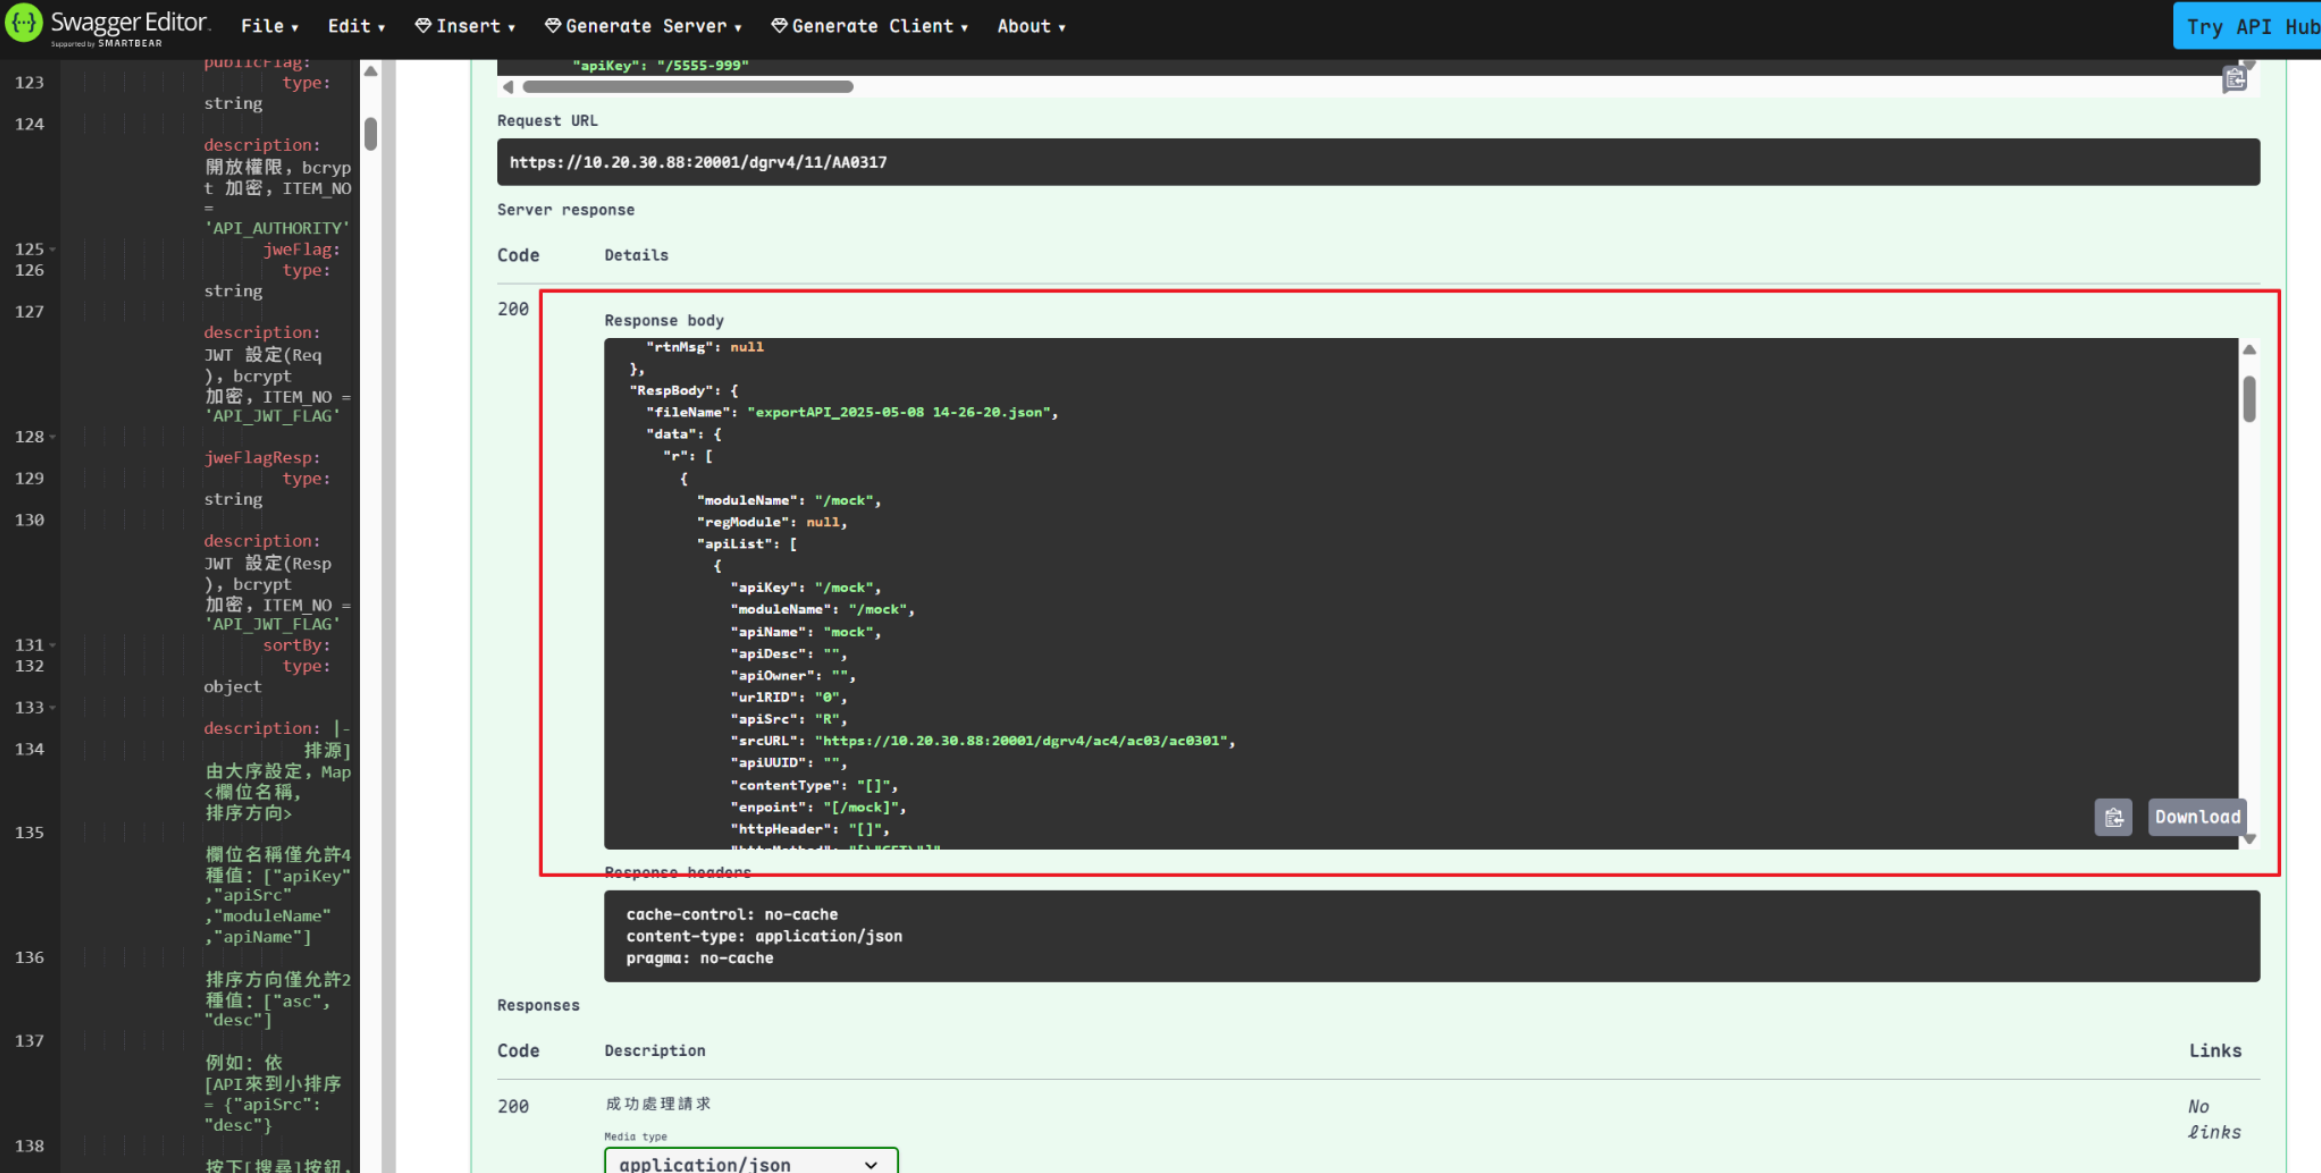 Swagger Editor.
Supported by SMARTBEAR
File
Edit
Insert
Generate Server
Generate Client
About
Try API Hub
publicFlag:
123 type:
string
124
description:
開放權限, bcryp
t 加密, ITEM_NO
=
'API_AUTHORITY'
125 jweFlag:
126 type:
string
127
description:
JWT 設定(Req
), bcrypt
加密, ITEM_NO =
'API_JWT_FLAG'
128
jweFlagResp:
129 type:
string
130
description:
JWT 設定(Resp
), bcrypt
加密, ITEM_NO =
'API_JWT_FLAG'
131 sortBy:
132 type:
object
133
description: |-
134 排源]
由大序設定, Map
<欄位名稱,
排序方向>
135
欄位名稱僅允許4
種值: ["apiKey"
,"apiSrc"
,"moduleName"
,"apiName"]
136
排序方向僅允許2
種值: ["asc",
"desc"]
137
例如: 依
[API來到小排序
= {"apiSrc":
"desc"}
138
按下[搜尋]按鈕,
"apiKey": "/5555-999"
Request URL
https://10.20.30.88:20001/dgrv4/11/AA0317
Server response
Code Details
200
Response body
"rtnMsg": null
},
"RespBody": {
"fileName": "exportAPI_2025-05-08 14-26-20.json",
"data": {
"r": [
{
"moduleName": "/mock",
"regModule": null,
"apiList": [
{
"apiKey": "/mock",
"moduleName": "/mock",
"apiName": "mock",
"apiDesc": "",
"apiOwner": "",
"urlRID": "0",
"apiSrc": "R",
"srcURL": "https://10.20.30.88:20001/dgrv4/ac4/ac03/ac0301",
"apiUUID": "",
"contentType": "[]",
"enpoint": "[/mock]",
"httpHeader": "[]",
"httpMethod": "[\"GET\"]"
Download
Response headers
cache-control: no-cache
content-type: application/json
pragma: no-cache
Responses
Code Description Links
200 成功處理請求 No
links
Media type
application/json